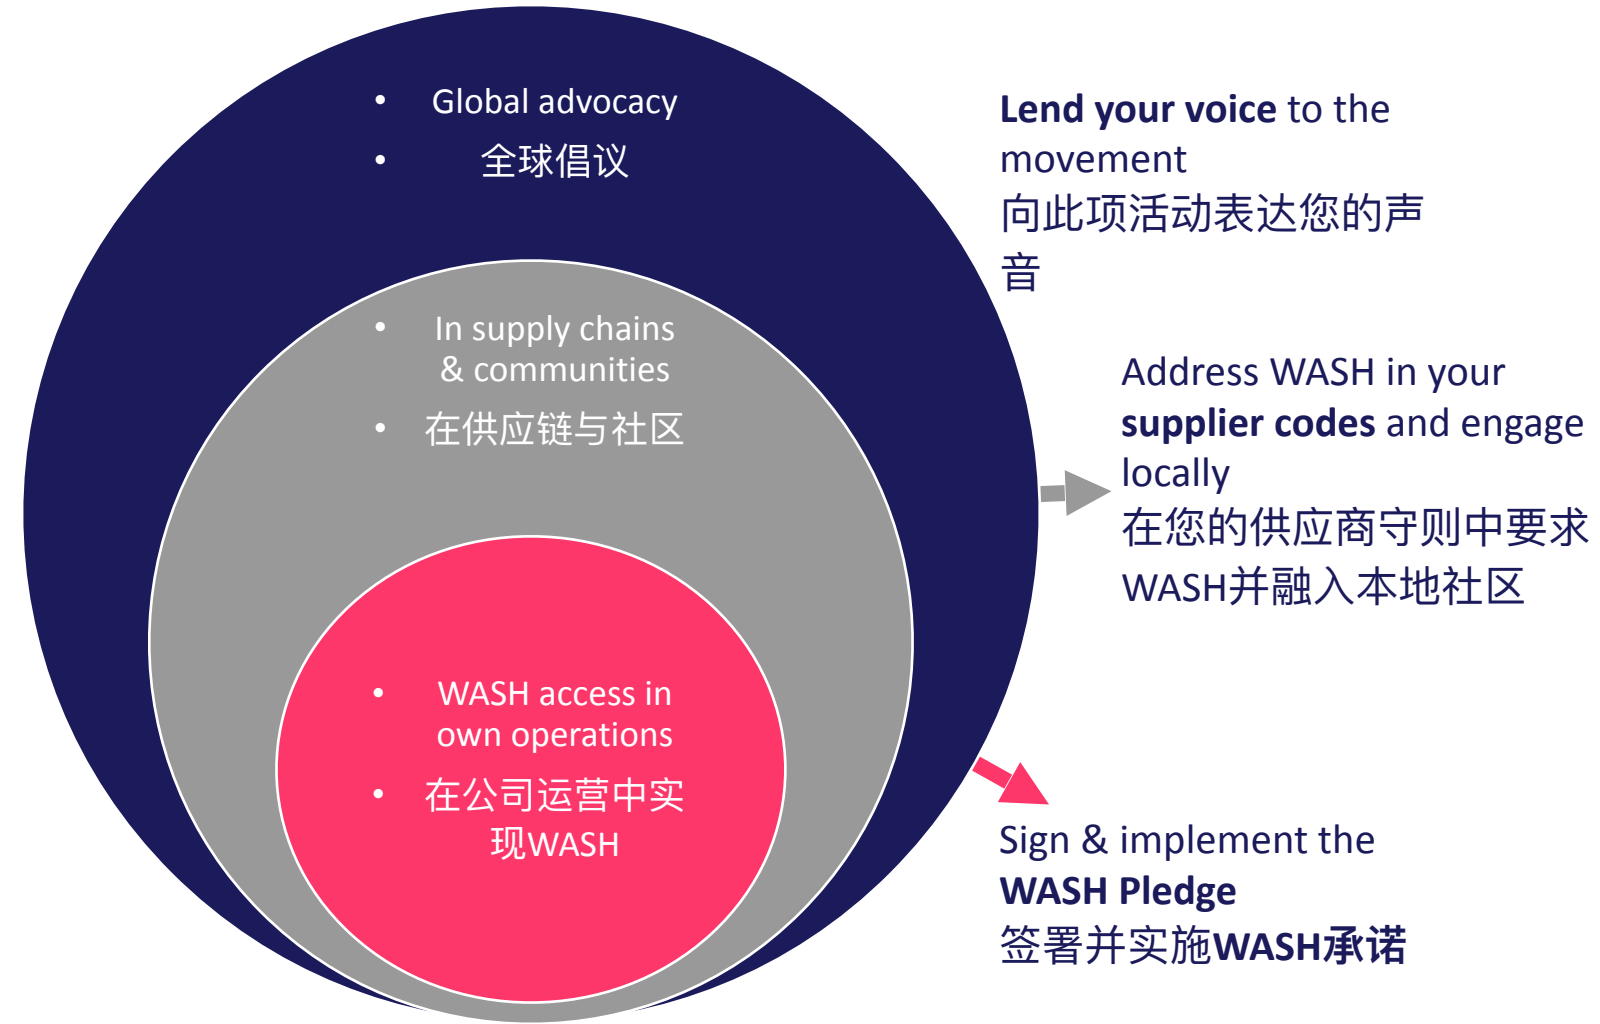 • Global advocacy
• 全球倡议
• In supply chains
& communities
• 在供应链与社区
• WASH access in
own operations
• 在公司运营中实
现WASH
Lend your voice to the
movement
向此项活动表达您的声
音
Address WASH in your
supplier codes and engage
locally
在您的供应商守则中要求
WASH并融入本地社区
Sign & implement the
WASH Pledge
签署并实施WASH承诺